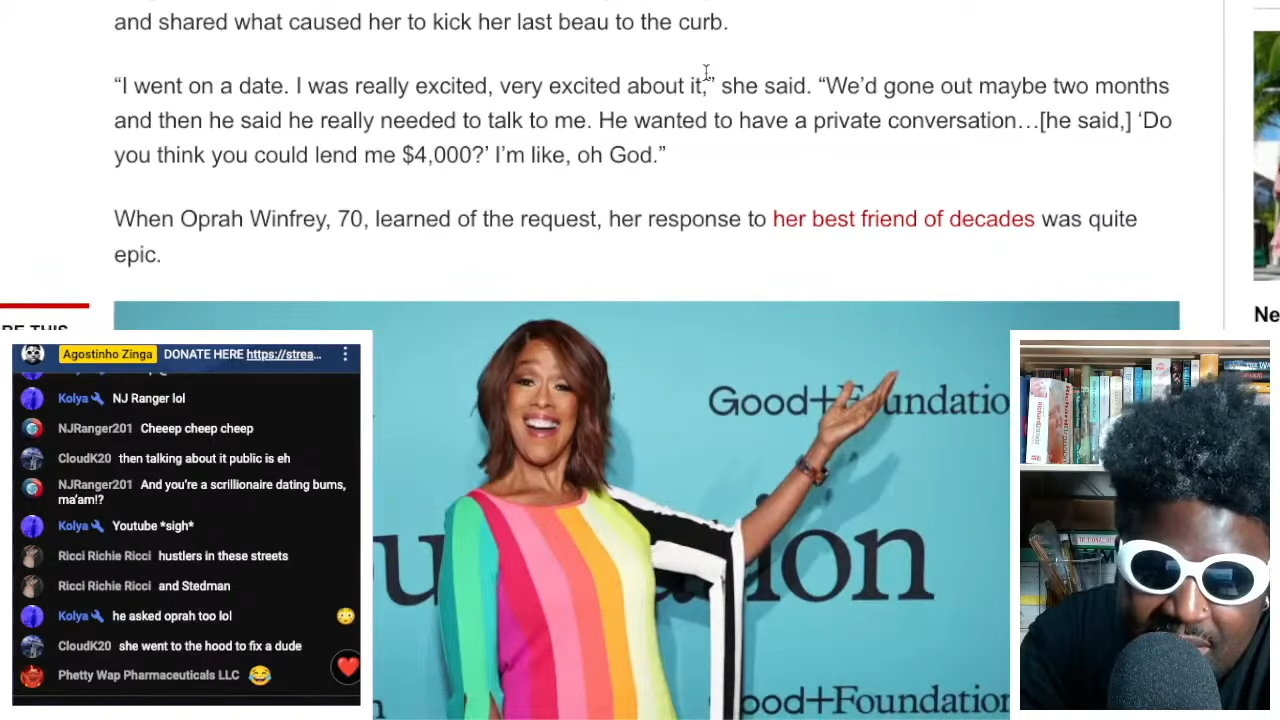 and shared what caused her to kick her last beau to the curb.
“I went on a date. I was really excited, very excited about it,” she said. “We’d gone out maybe two months
and then he said he really needed to talk to me. He wanted to have a private conversation…[he said,] ‘Do
you think you could lend me $4,000?’ I’m like, oh God.”
When Oprah Winfrey, 70, learned of the request, her response to her best friend of decades was quite
epic.
Ne
Agostinho Zinga DONATE HERE https://strea...
Kolya NJ Ranger lol
NJRanger201 Cheeep cheep cheep
CloudK20 then talking about it public is eh
NJRanger201 And you're a scrillionaire dating bums,
ma'am!?
Kolya Youtube *sigh*
Ricci Richie Ricci hustlers in these streets
Ricci Richie Ricci and Stedman
Kolya he asked oprah too lol
CloudK20 she went to the hood to fix a dude
Phetty Wap Pharmaceuticals LLC 😂
Good+Foundatio
ion
ood+Foundation